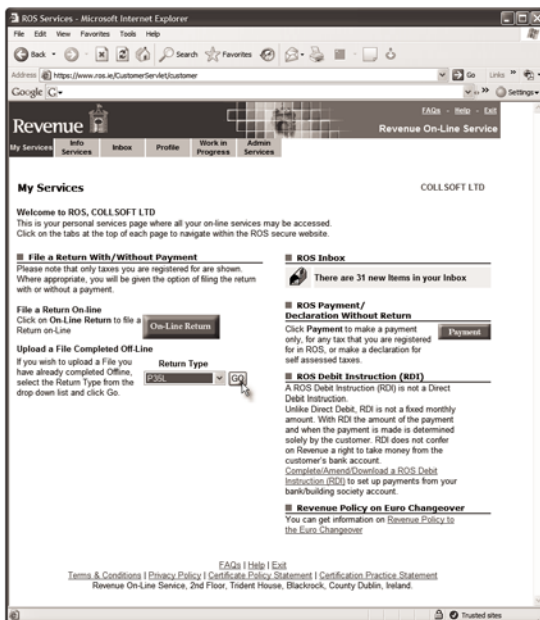 ROS Services - Microsoft Internet Explorer
File Edit View Favorites Tools Help
Back Search Favorites
Address https://www.ros.ie/CustomerServlet/customer Go Links »
Google G Settings
FAQs - Help - Exit
Revenue Revenue On-Line Service
My Services Info Services Inbox Profile Work in Progress Admin Services
My Services COLLSOFT LTD
Welcome to ROS, COLLSOFT LTD
This is your personal services page where all your on-line services may be accessed.
Click on the tabs at the top of each page to navigate within the ROS secure website.
File a Return With/Without Payment
Please note that only taxes you are registered for are shown.
Where appropriate, you will be given the option of filing the return
with or without a payment.
File a Return On-line
Click on On-Line Return to file a
Return on-Line
On-Line Return
Upload a File Completed Off-Line
If you wish to upload a File you
have already completed Offline,
select the Return Type from the
drop down list and click Go.
Return Type
P35L GO
ROS Inbox
There are 31 new Items in your Inbox
ROS Payment/
Declaration Without Return
Click Payment to make a payment
only, for any tax that you are registered
for in ROS, or make a declaration for
self assessed taxes.
Payment
ROS Debit Instruction (RDI)
A ROS Debit Instruction (RDI) is not a Direct
Debit Instruction.
Unlike Direct Debit, RDI is not a fixed monthly
amount. With RDI the amount of the payment
and when the payment is made is determined
solely by the customer. RDI does not confer
on Revenue a right to take money from the
customer's bank account.
Complete/Amend/Download a ROS Debit
Instruction (RDI) to set up payments from your
bank/building society account.
Revenue Policy on Euro Changeover
You can get information on Revenue Policy to
the Euro Changeover
FAQs | Help | Exit
Terms & Conditions | Privacy Policy | Certificate Policy Statement | Certification Practice Statement
Revenue On-Line Service, 2nd Floor, Trident House, Blackrock, County Dublin, Ireland.
Trusted sites